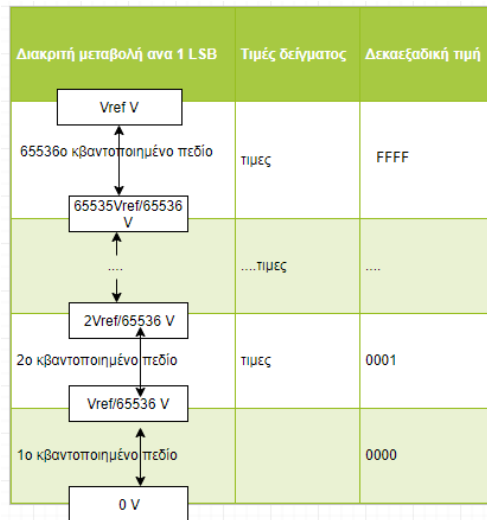 Διακριτή μεταβολή ανα 1 LSB
Τιμές δείγματος
Δεκαεξαδική τιμή
Vref V
65536ο κβαντοποιημένο πεδίο
τιμες
FFFF
65535Vref/65536
V
....
....τιμες
....
2Vref/65536 V
2ο κβαντοποιημένο πεδίο
τιμες
0001
Vref/65536 V
1ο κβαντοποιημένο πεδίο
0000
0 V